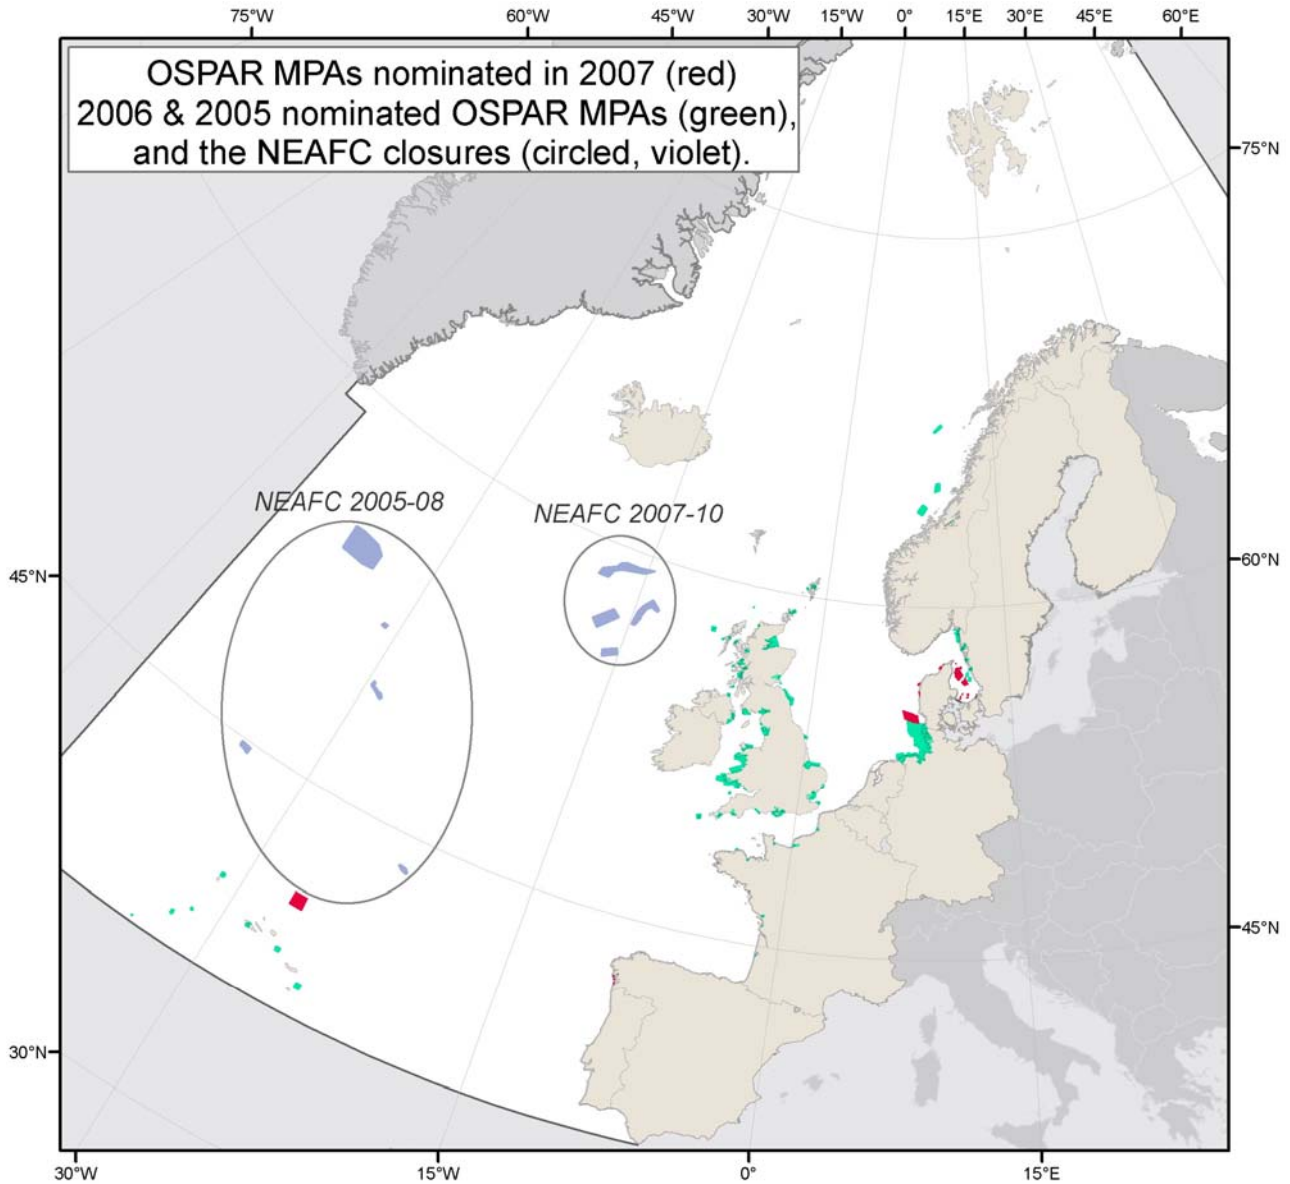 75°W 60°W 45°W 30°W 15°W 0° 15°E 30°E 45°E 60°E
OSPAR MPAs nominated in 2007 (red)
2006 & 2005 nominated OSPAR MPAs (green),
and the NEAFC closures (circled, violet).
75°N
NEAFC 2005-08
NEAFC 2007-10
60°N
45°N
45°N
30°N
30°W 15°W 0° 15°E